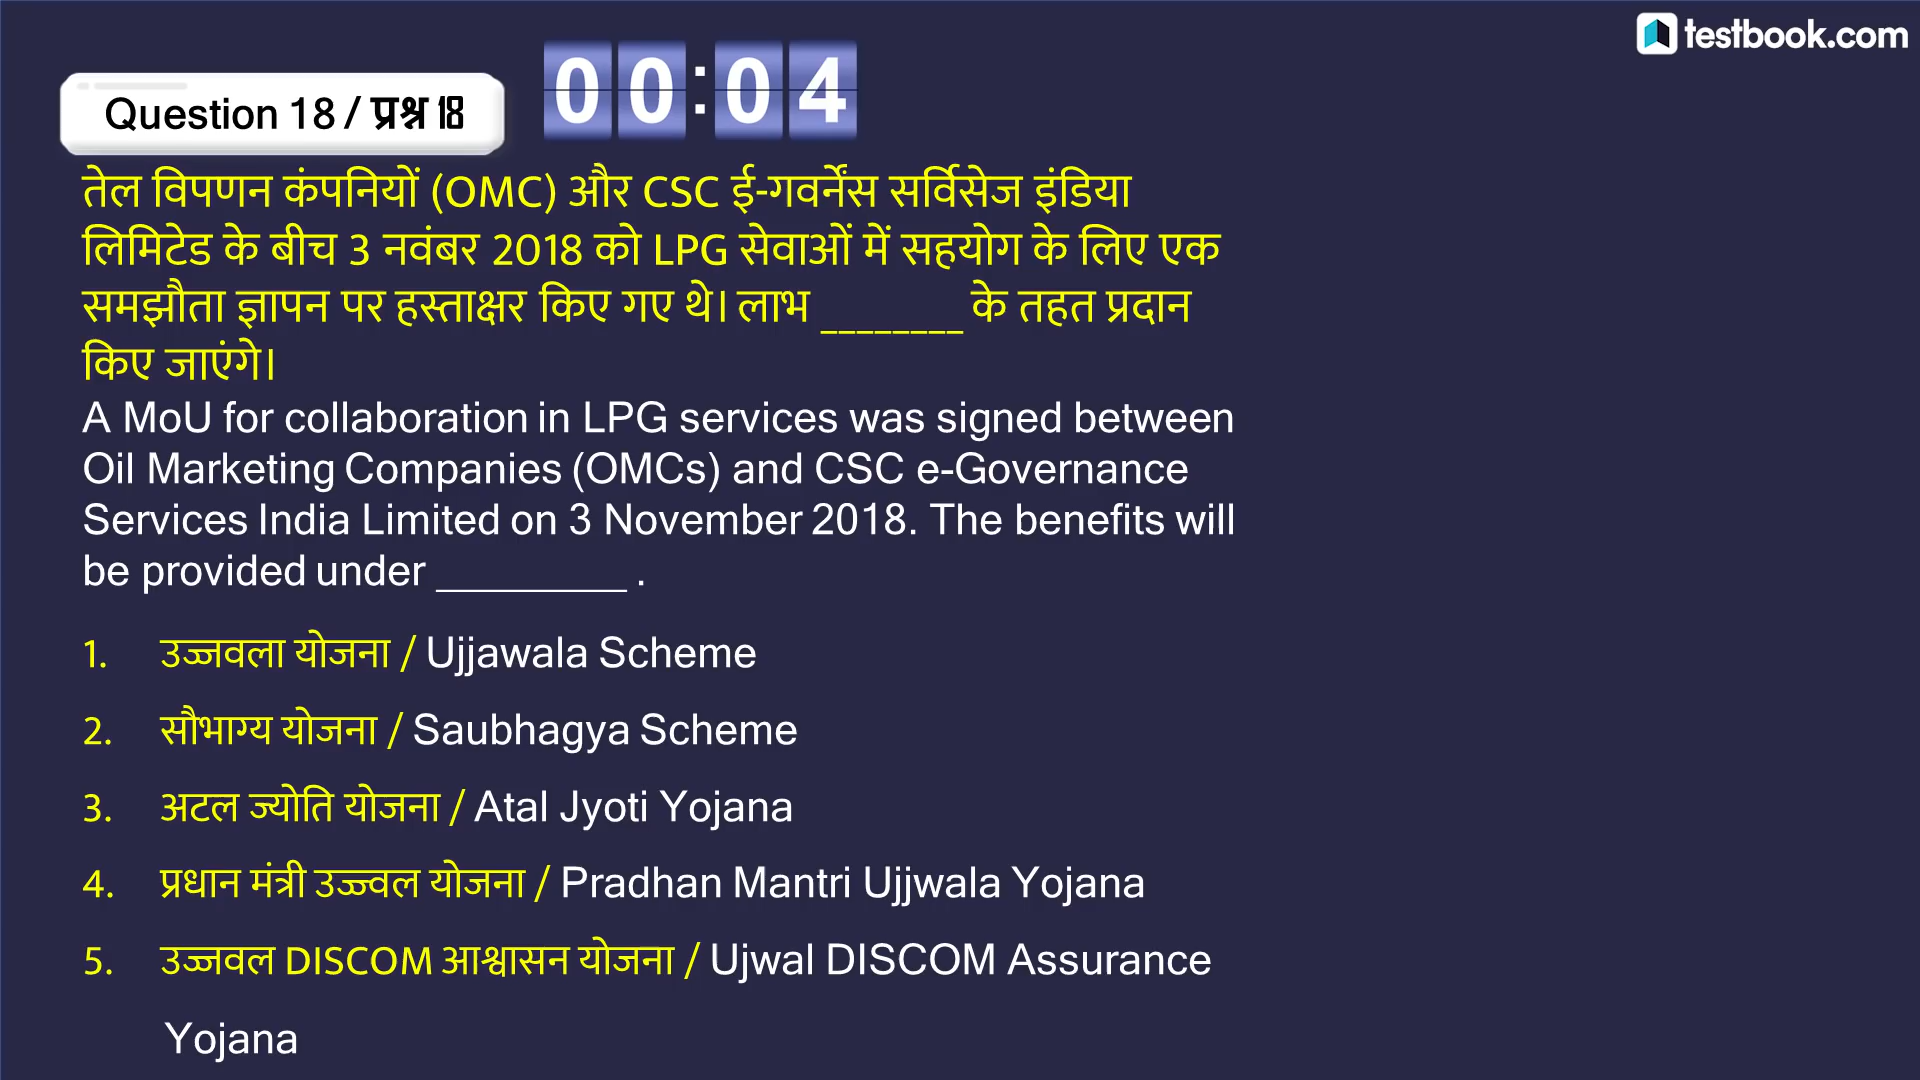 testbook.com
00:04
Question 18 / प्रश्न 18
तेल विपणन कंपनियों (OMC) और CSC ई-गवर्नेंस सर्विसेज इंडिया
लिमिटेड के बीच 3 नवंबर 2018 को LPG सेवाओं में सहयोग के लिए एक
समझौता ज्ञापन पर हस्ताक्षर किए गए थे। लाभ ________ के तहत प्रदान
किए जाएंगे।
A MoU for collaboration in LPG services was signed between
Oil Marketing Companies (OMCs) and CSC e-Governance
Services India Limited on 3 November 2018. The benefits will
be provided under _________ .
1. उज्जवला योजना / Ujjawala Scheme
2. सौभाग्य योजना / Saubhagya Scheme
3. अटल ज्योति योजना / Atal Jyoti Yojana
4. प्रधान मंत्री उज्ज्वल योजना / Pradhan Mantri Ujjwala Yojana
5. उज्जवल DISCOM आश्वासन योजना / Ujwal DISCOM Assurance
Yojana